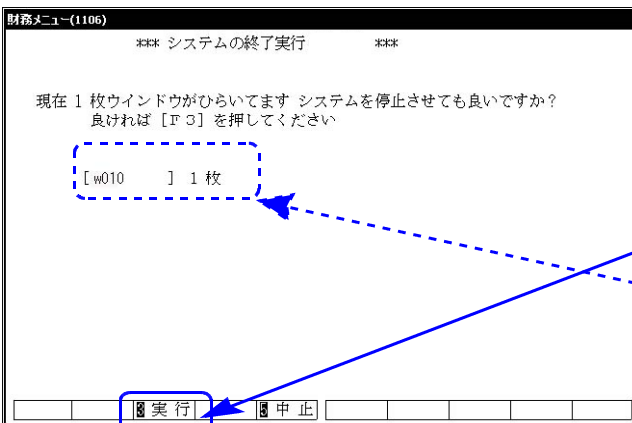 財務メニュー(1106)
*** システムの終了実行 ***
現在 1 枚ウインドウがひらいてます システムを停止させても良いですか？
良ければ [F3] を押してください
[w010 ] 1 枚
3 実行 5 中止